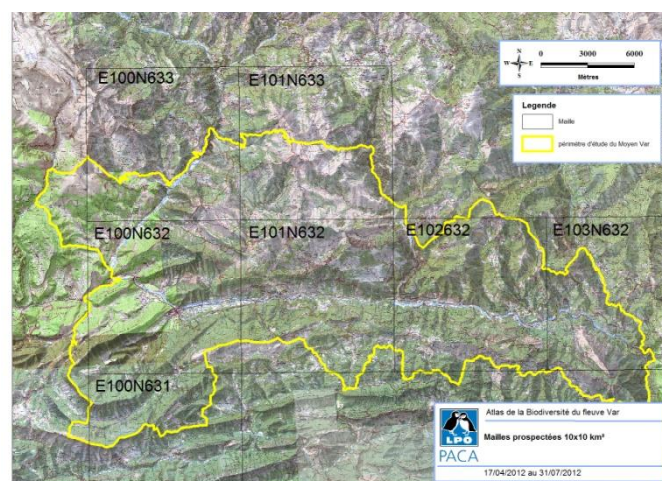 E100N633
E101N633
E100N632
E101N632
E102632
E103N632
E100N631
N
W
E
S
0 3000 6000
Mètres
Legende
Maille
périmètre d'étude du Moyen Var
LPO
PACA
Atlas de la Biodiversité du fleuve Var
Mailles prospectées 10x10 km²
17/04/2012 au 31/07/2012